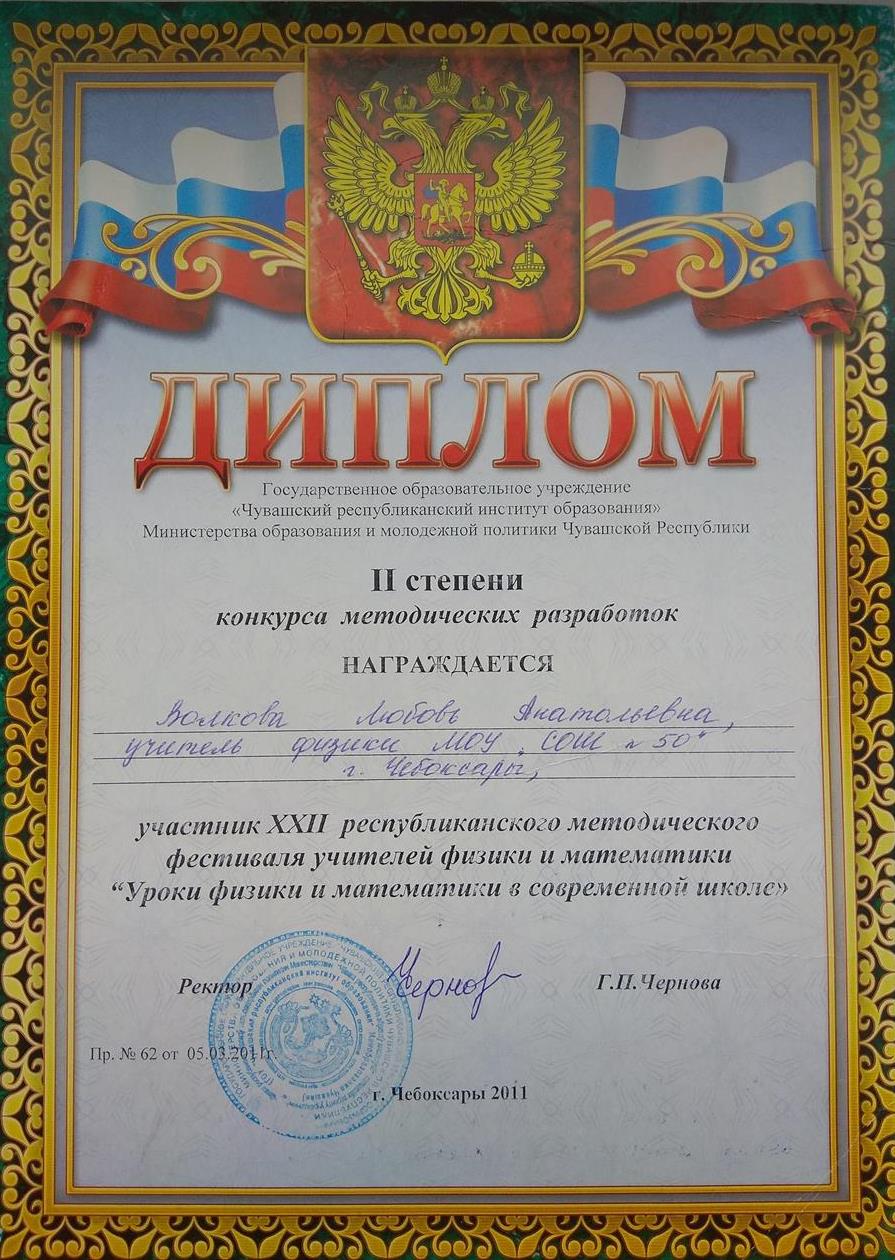 ДИПЛОМ
Государственное образовательное учреждение
«Чувашский республиканский институт образования»
Министерства образования и молодежной политики Чувашской Республики
II степени
конкурса методических разработок
НАГРАЖДАЕТСЯ
Волкова Любовь Анатольевна,
учитель физики МОУ „СОШ № 50"
г. Чебоксары,
участник XXII республиканского методического
фестиваля учителей физики и математики
“Уроки физики и математики в современной школе»
Ректор Чернов Г.П.Чернова
Пр. № 62 от 05.03.2011г.
г. Чебоксары 2011